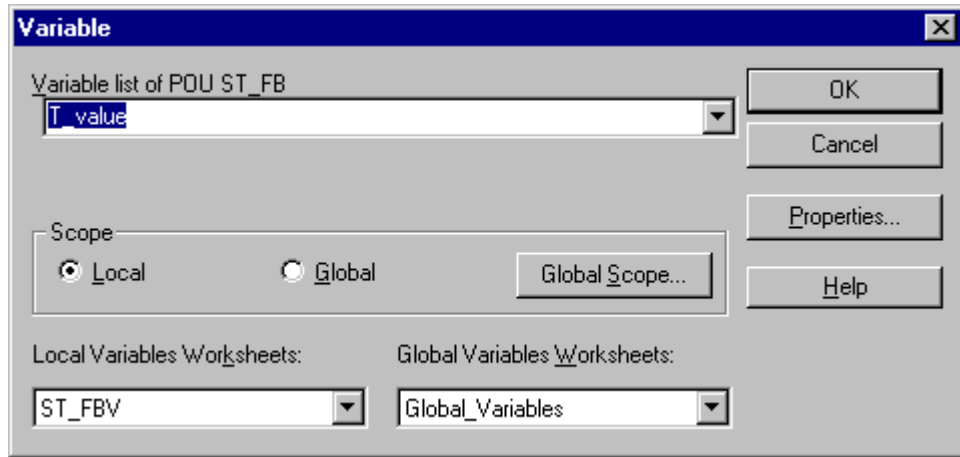 Variable
Variable list of POU ST_FB
T_value
OK
Cancel
Properties...
Scope
Local
Global
Global Scope...
Help
Local Variables Worksheets:
Global Variables Worksheets:
ST_FBV
Global_Variables